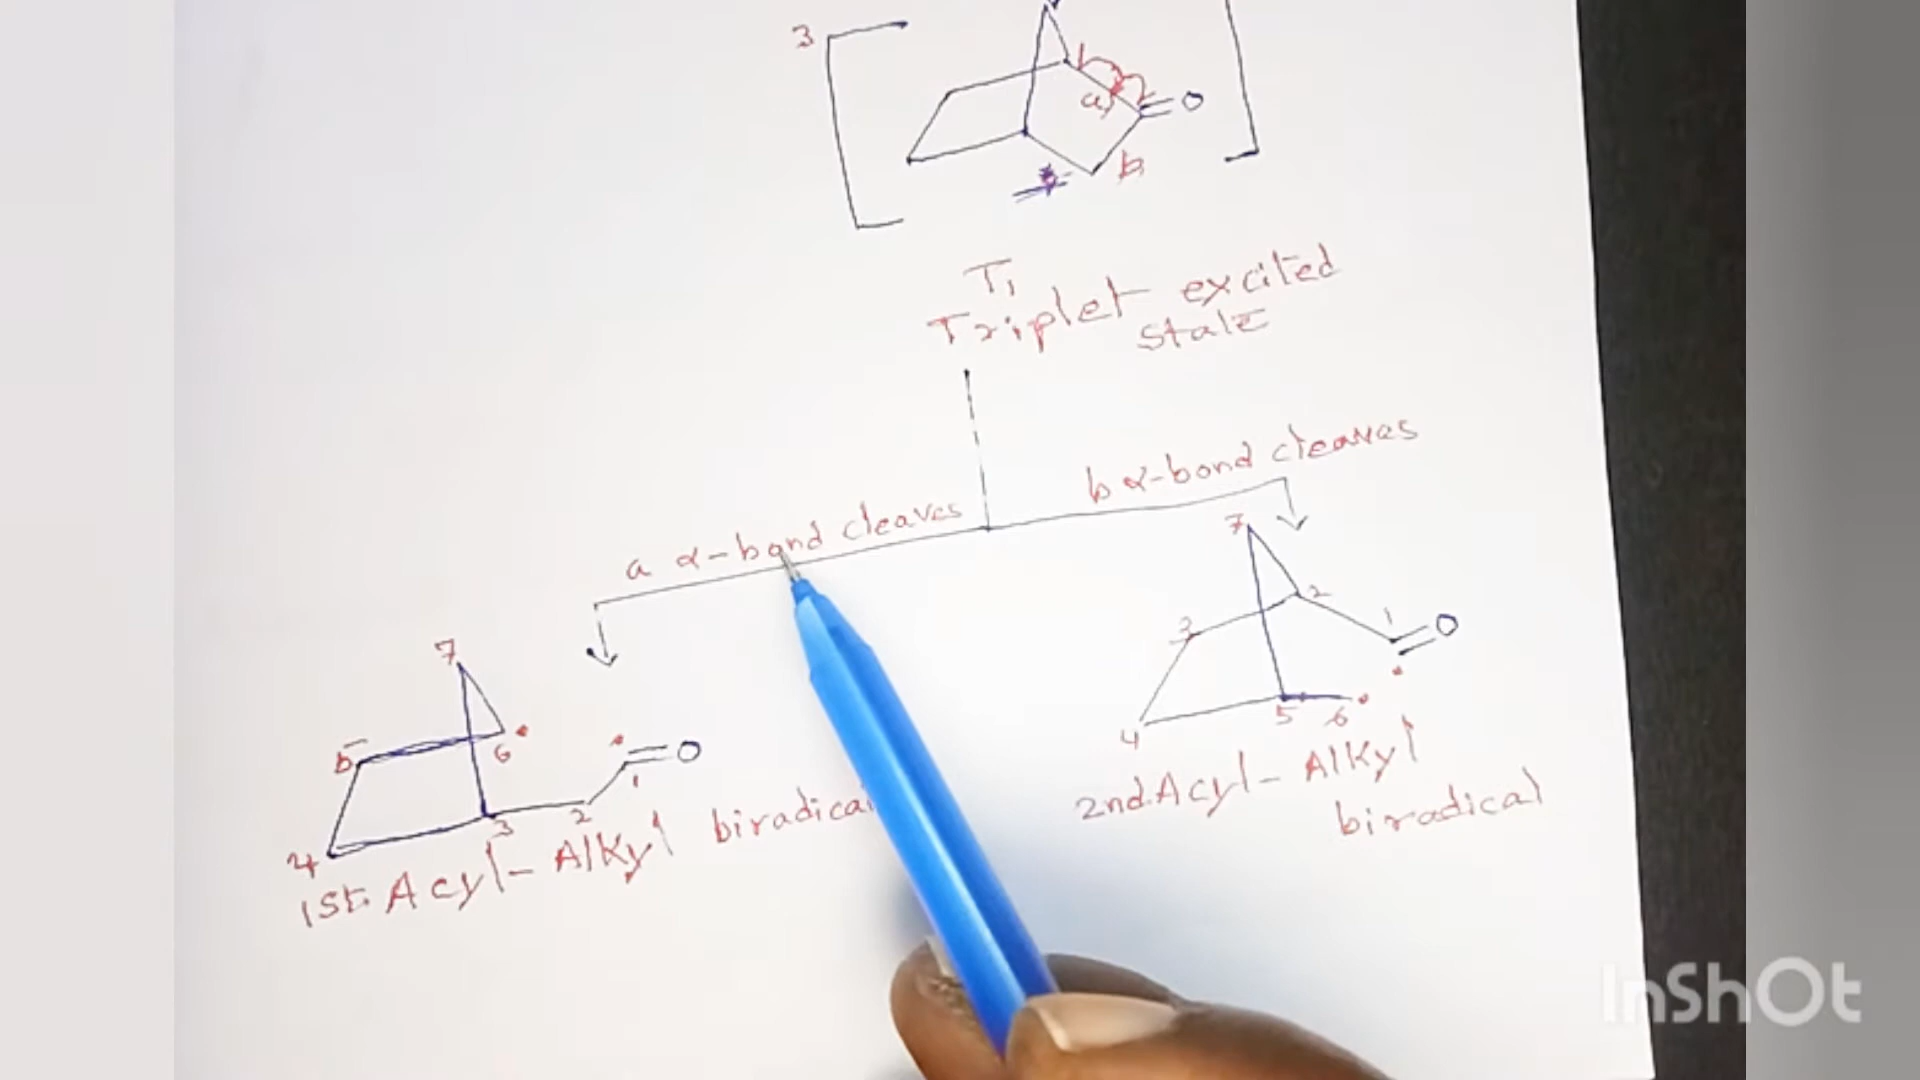 3
a
O
b
T1
Triplet excited
state
b α-bond cleaves
a α-bond cleaves
7
7
2
1
O
3
5
6
O
1
5
6
4
3
2
4
1st. Acyl-Alkyl biradical
2nd. Acyl-Alkyl
biradical
InShOt